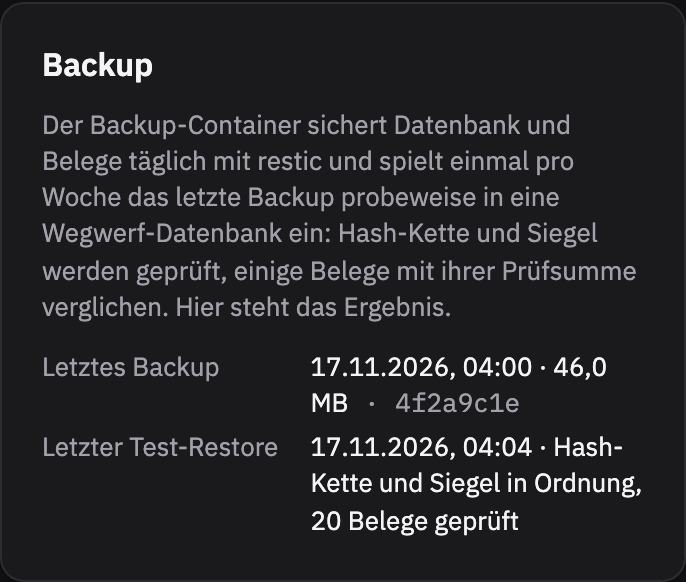 Backup
Der Backup-Container sichert Datenbank und
Belege täglich mit restic und spielt einmal pro
Woche das letzte Backup probeweise in eine
Wegwerf-Datenbank ein: Hash-Kette und Siegel
werden geprüft, einige Belege mit ihrer Prüfsumme
verglichen. Hier steht das Ergebnis.
Letztes Backup 17.11.2026, 04:00 · 46,0
MB · 4f2a9c1e
Letzter Test-Restore 17.11.2026, 04:04 · Hash-
Kette und Siegel in Ordnung,
20 Belege geprüft